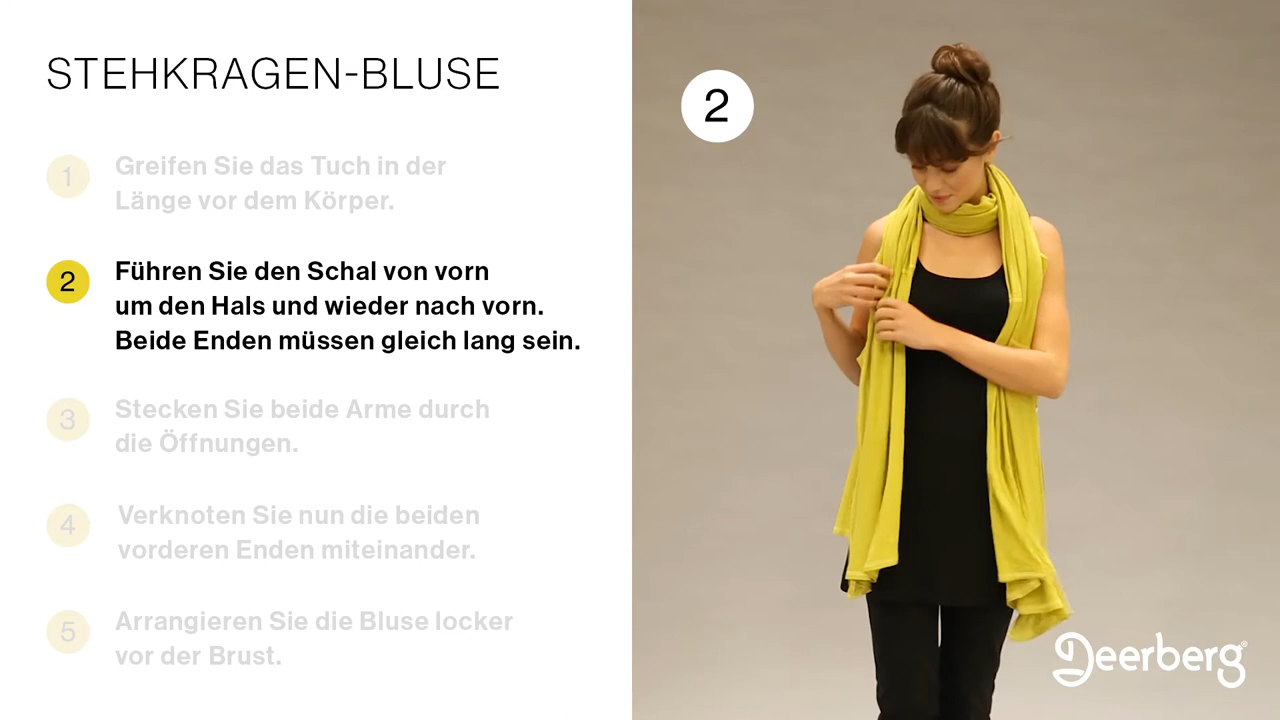 STEHKRAGEN-BLUSE
1 Greifen Sie das Tuch in der
Länge vor dem Körper.
2 Führen Sie den Schal von vorn
um den Hals und wieder nach vorn.
Beide Enden müssen gleich lang sein.
3 Stecken Sie beide Arme durch
die Öffnungen.
4 Verknoten Sie nun die beiden
vorderen Enden miteinander.
5 Arrangieren Sie die Bluse locker
vor der Brust.
2
Deerberg®